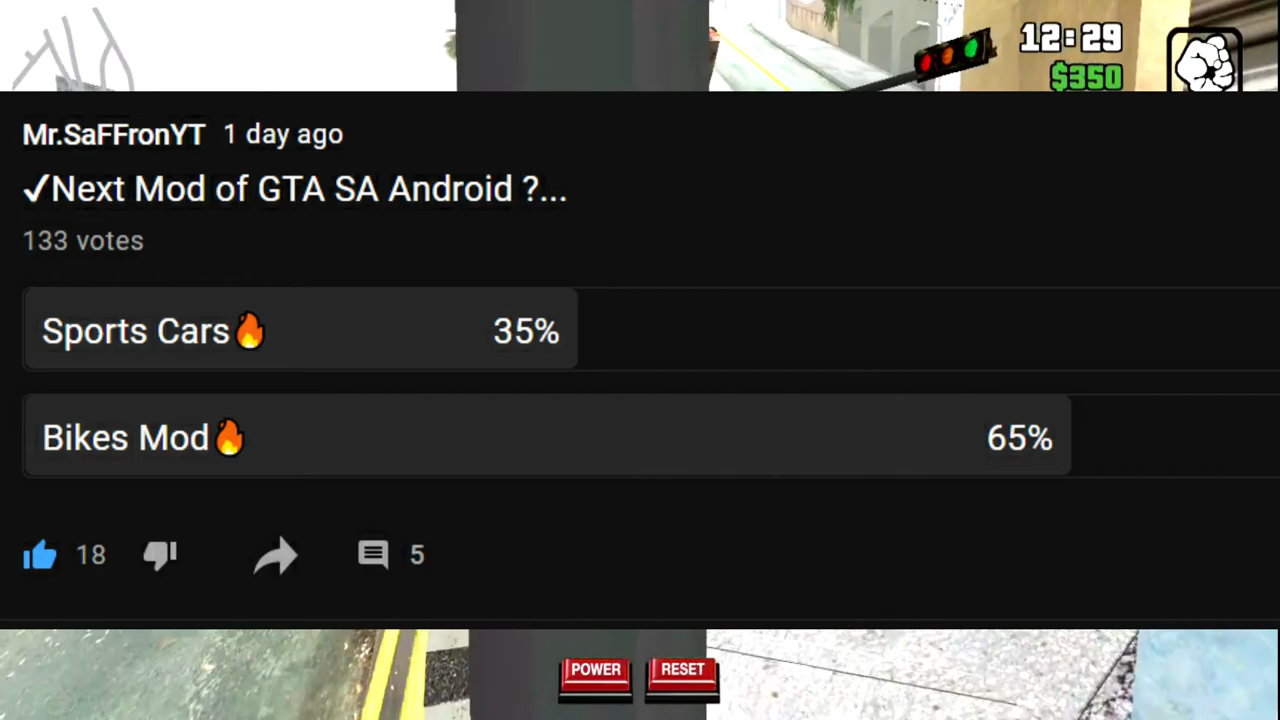 12:29
$350
Mr.SaFFronYT 1 day ago
✓Next Mod of GTA SA Android ?...
133 votes
Sports Cars🔥 35%
Bikes Mod🔥 65%
18 5
POWER RESET